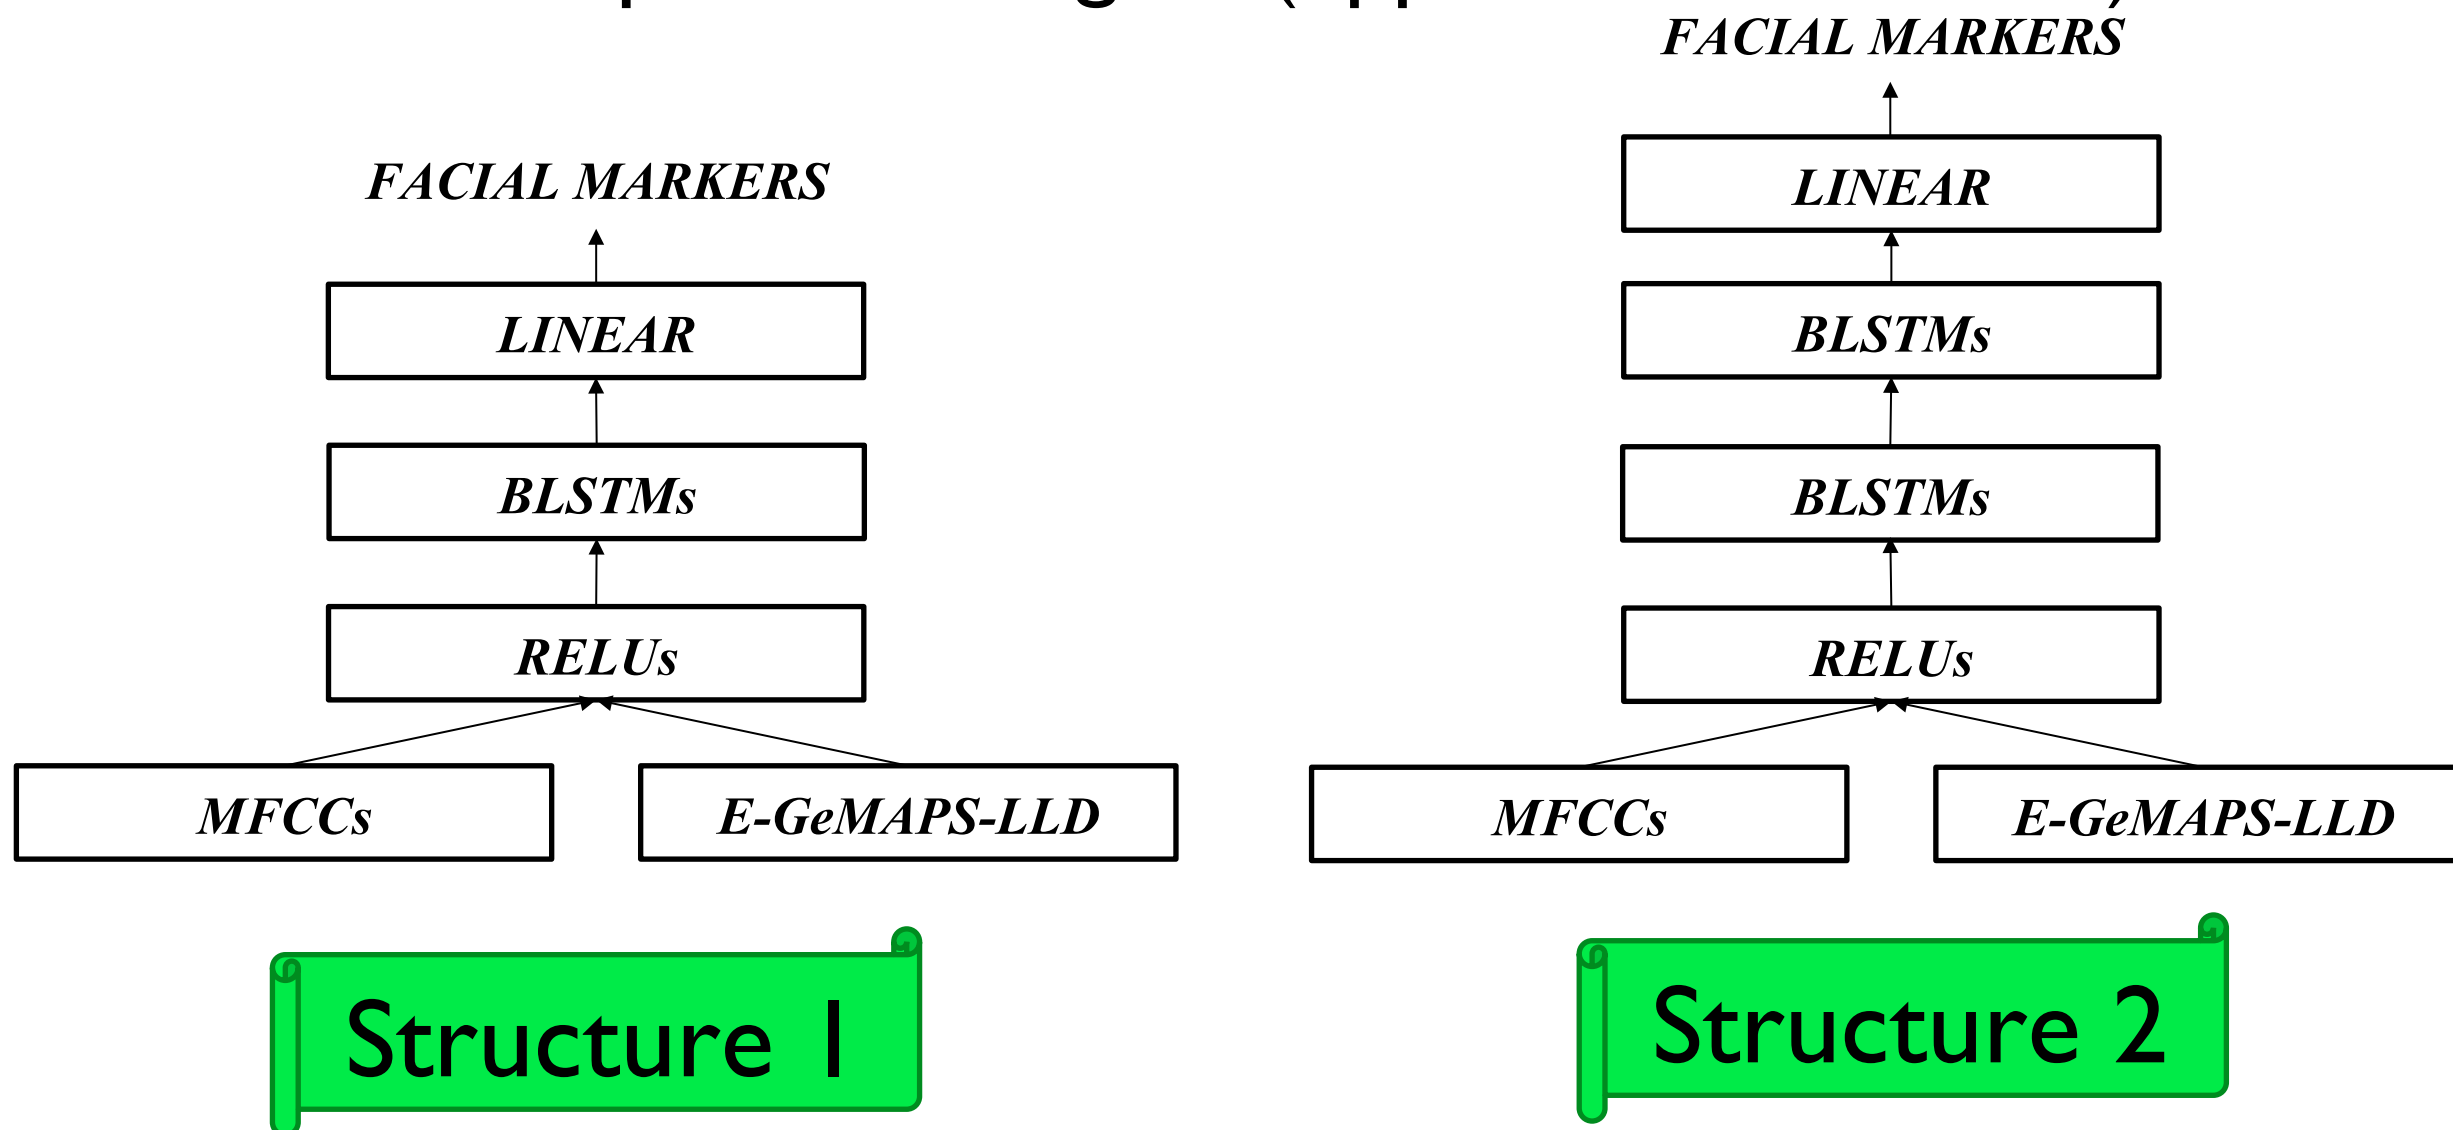 FACIAL MARKERS
LINEAR
BLSTMs
RELUs
MFCCs
E-GeMAPS-LLD
Structure 1
FACIAL MARKERS
LINEAR
BLSTMs
BLSTMs
RELUs
MFCCs
E-GeMAPS-LLD
Structure 2